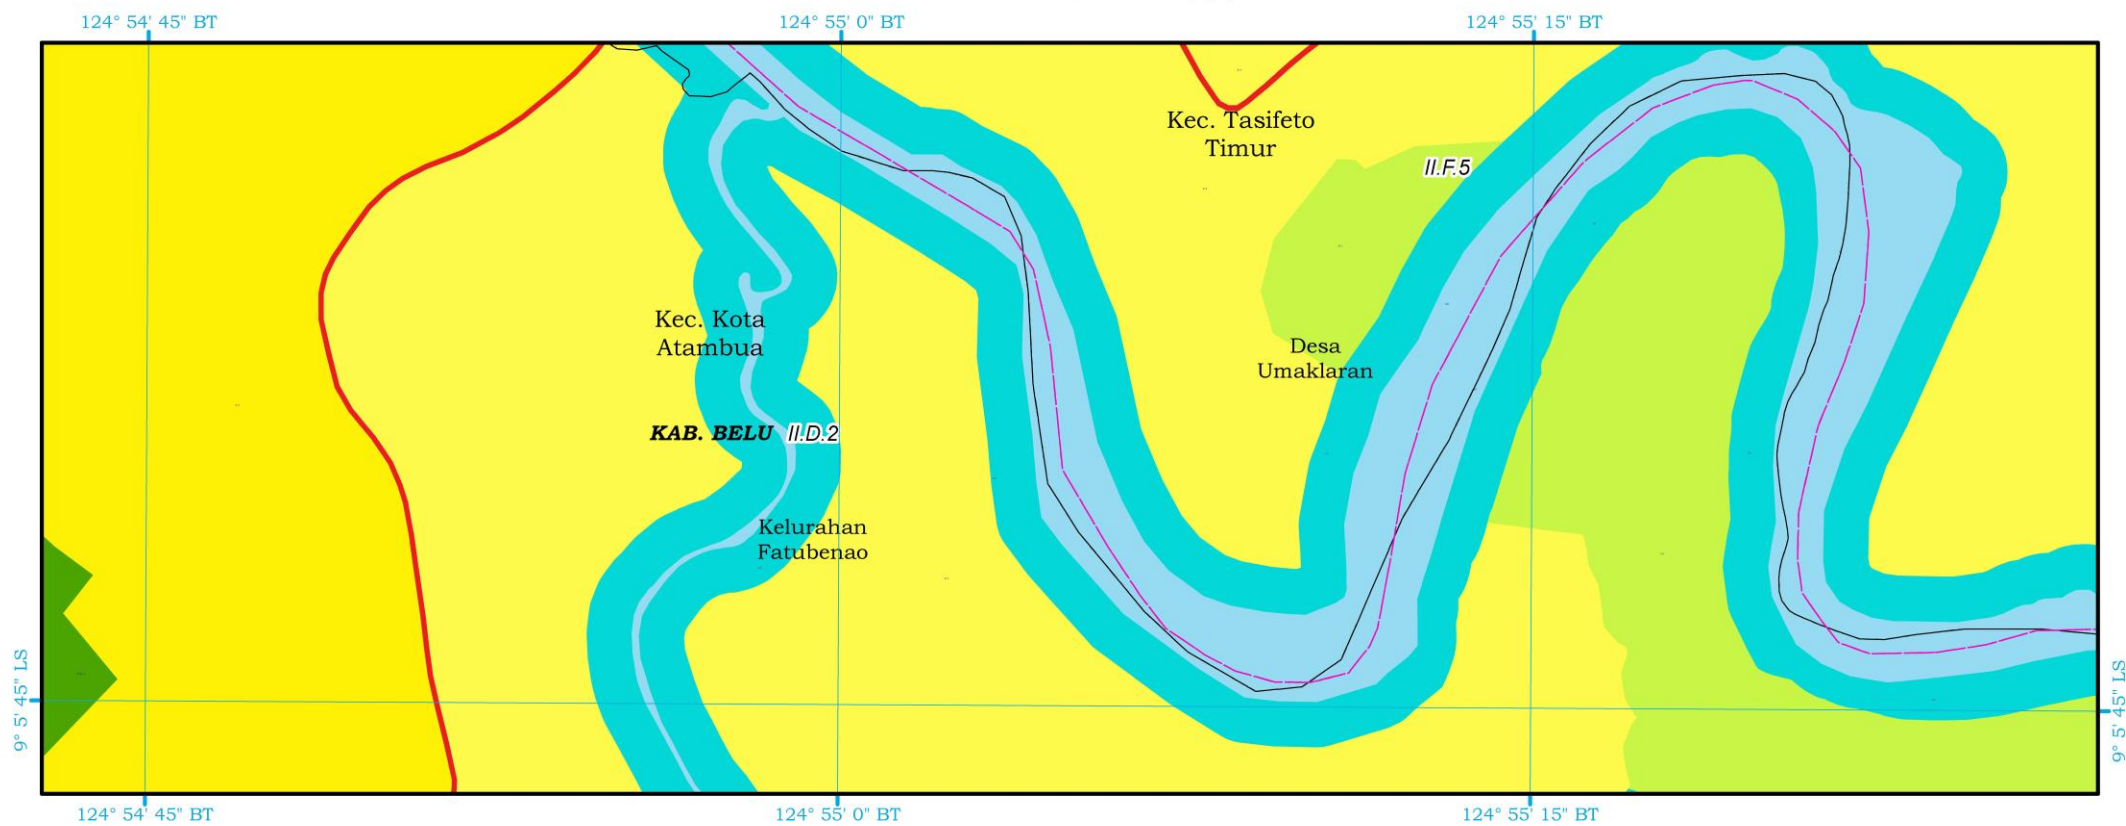 124° 54' 45" BT
124° 55' 0" BT
124° 55' 15" BT
Kec. Tasifeto
Timur
II.F.5
Kec. Kota
Atambua
Desa
Umaklaran
KAB. BELU
II.D.2
Kelurahan
Fatubenao
9° 5' 45" LS
9° 5' 45" LS
124° 54' 45" BT
124° 55' 0" BT
124° 55' 15" BT